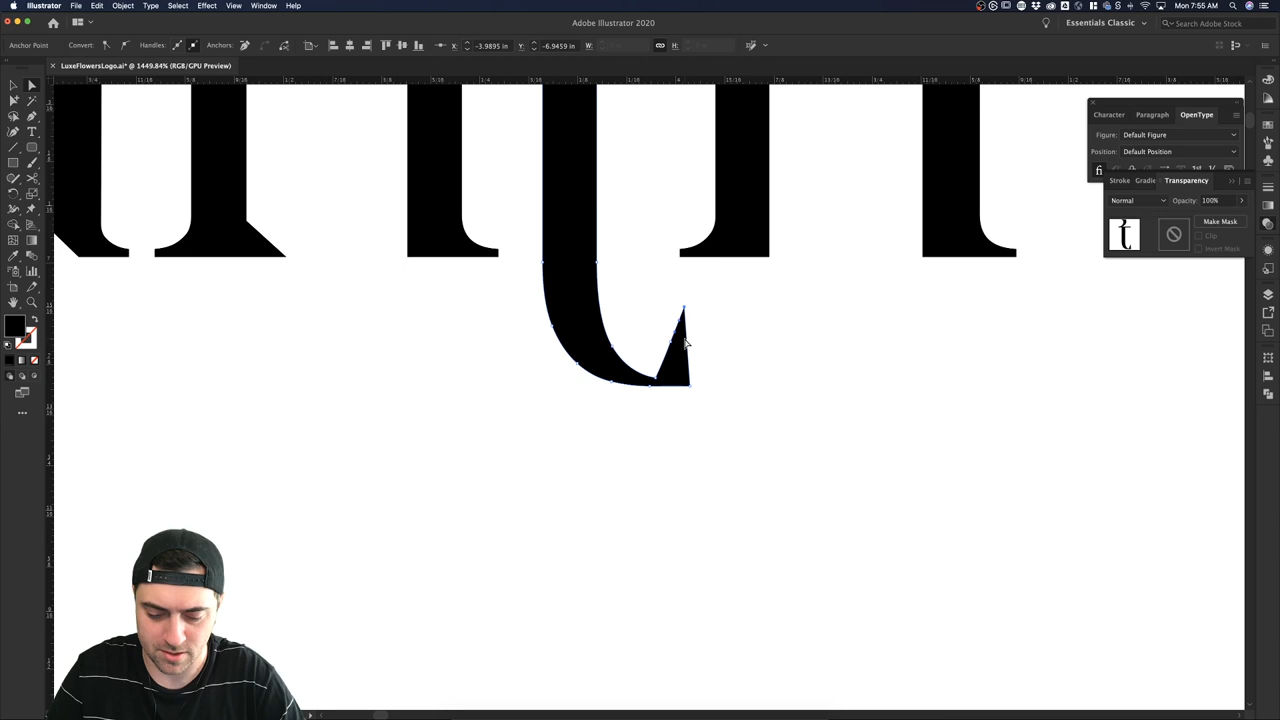 Illustrator File Edit Object Type Select Effect View Window Help Mon 7:55 AM
Adobe Illustrator 2020 Essentials Classic Search Adobe Stock
Anchor Point Convert: Handles: Anchors: X: -3.9895 in Y: -6.9459 in W: H:
LuxeFlowersLogo.ai* @ 1449.84% (RGB/GPU Preview)
Character Paragraph OpenType
Figure: Default Figure
Position: Default Position
fi
Stroke Gradie Transparency
Normal Opacity: 100%
Make Mask
Clip
Invert Mask